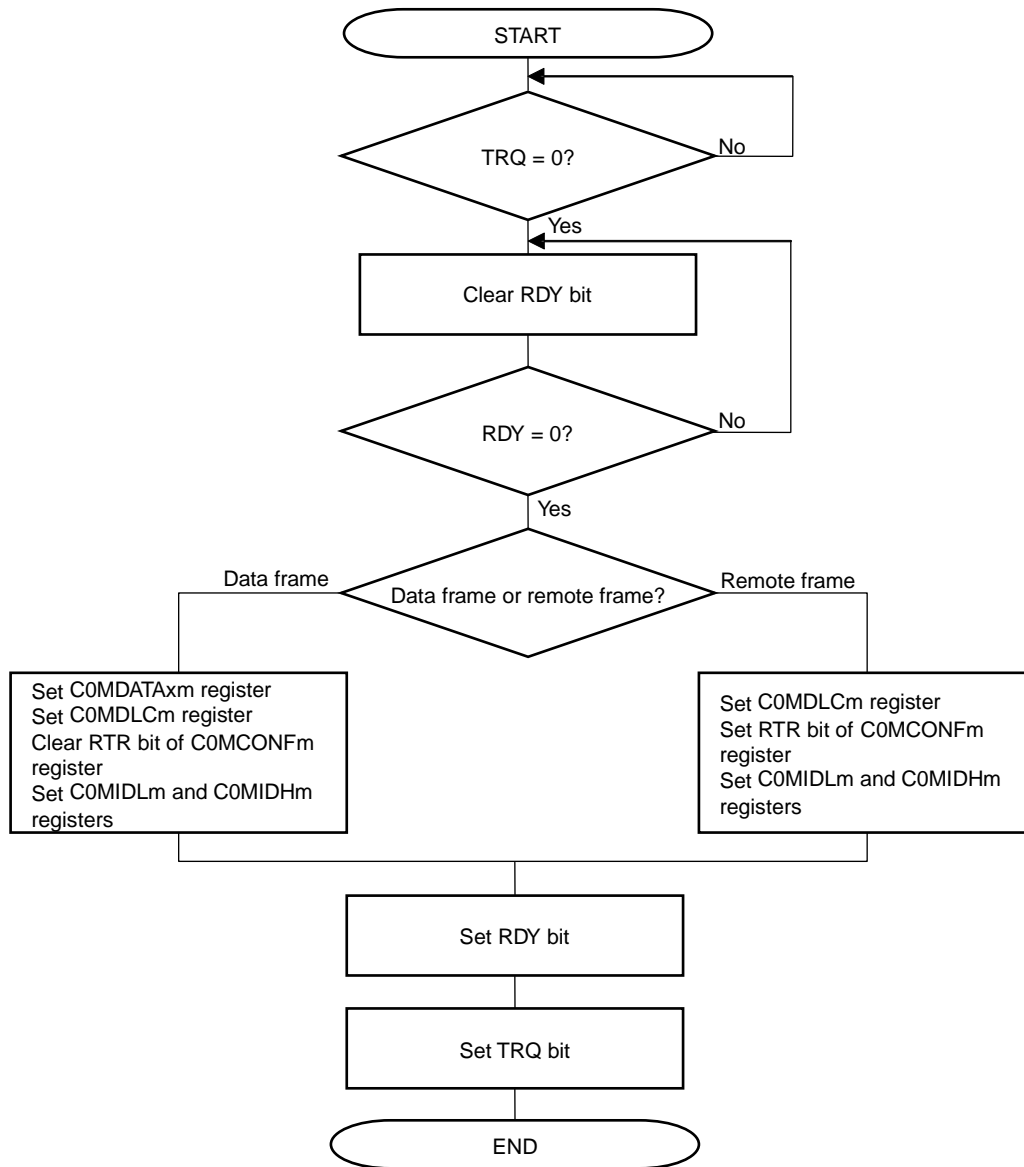 START
TRQ = 0?
No
Yes
Clear RDY bit
RDY = 0?
No
Yes
Data frame
Data frame or remote frame?
Remote frame
Set C0MDATAxm register
Set C0MDLCm register
Clear RTR bit of C0MCONFm
register
Set C0MIDLm and C0MIDHm
registers
Set C0MDLCm register
Set RTR bit of C0MCONFm
register
Set C0MIDLm and C0MIDHm
registers
Set RDY bit
Set TRQ bit
END